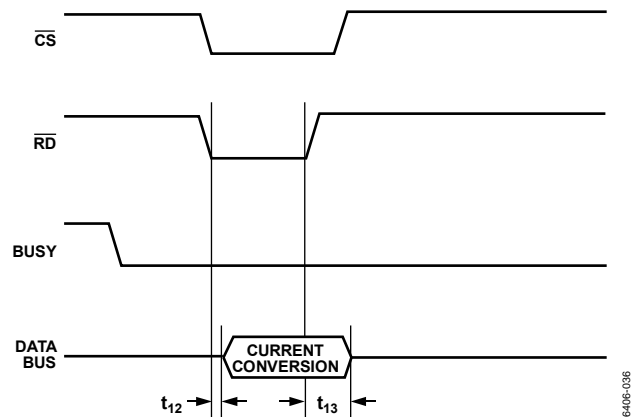 CS
RD
BUSY
DATA
BUS
CURRENT
CONVERSION
t12
t13
6406-036